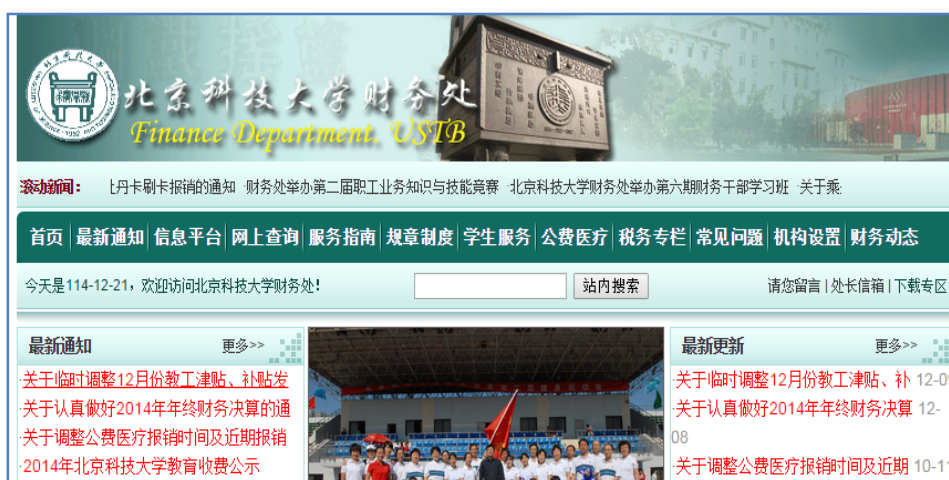 北京科技大学财务处
Finance Department. USTB
滚动新闻： 上丹卡刷卡报销的通知 ·财务处举办第二届职工业务知识与技能竞赛 ·北京科技大学财务处举办第六期财务干部学习班 ·关于乘
首页 最新通知 信息平台 网上查询 服务指南 规章制度 学生服务 公费医疗 税务专栏 常见问题 机构设置 财务动态
今天是114-12-21，欢迎访问北京科技大学财务处！ 站内搜索 请您留言 | 处长信箱 | 下载专区
最新通知 更多>>
·关于临时调整12月份教工津贴、补贴发
·关于认真做好2014年年终财务决算的通
·关于调整公费医疗报销时间及近期报销
·2014年北京科技大学教育收费公示
最新更新 更多>>
·关于临时调整12月份教工津贴、补 12-09
·关于认真做好2014年年终财务决算 12-
08
·关于调整公费医疗报销时间及近期 10-11